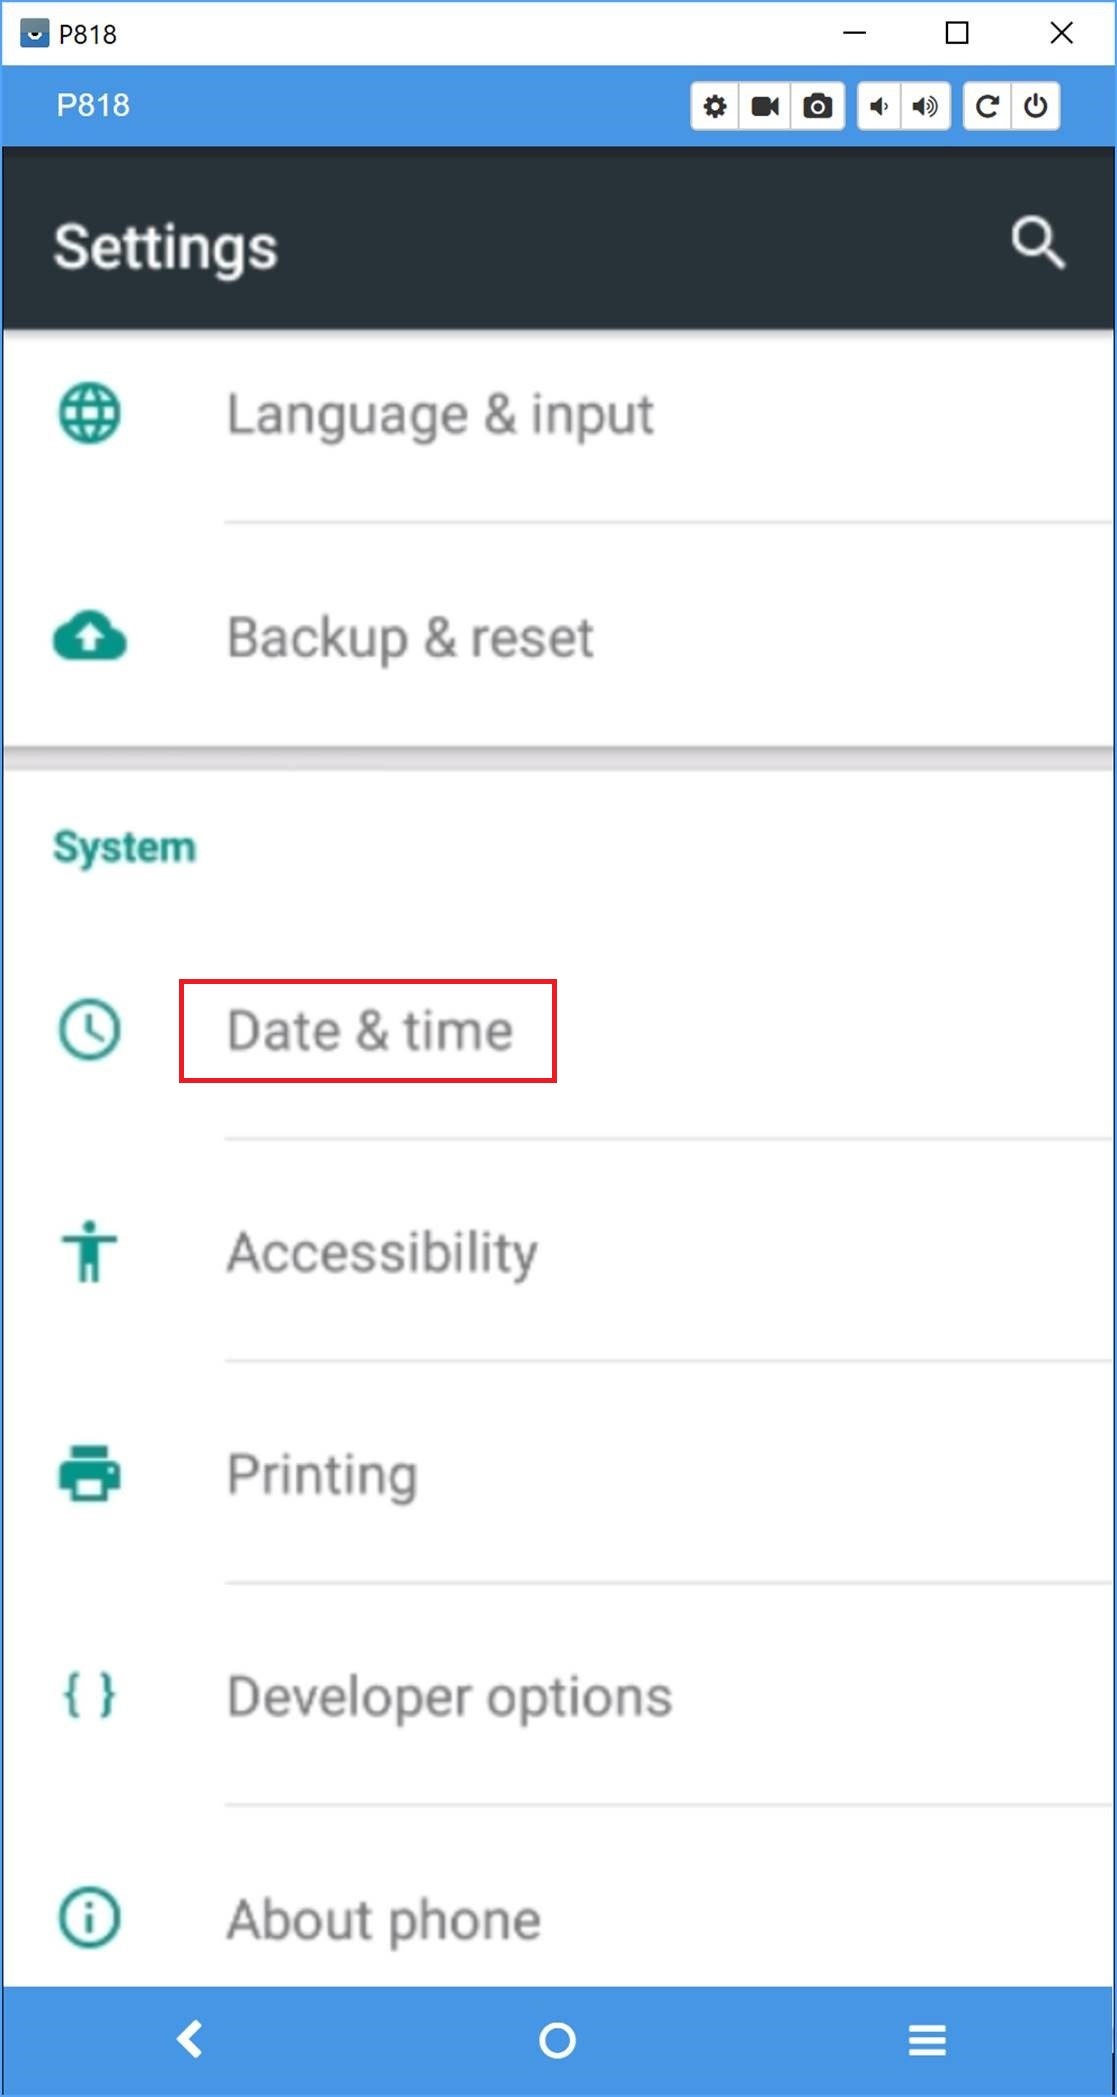 P818
P818
Settings
Language & input
Backup & reset
System
Date & time
Accessibility
Printing
{ } Developer options
About phone